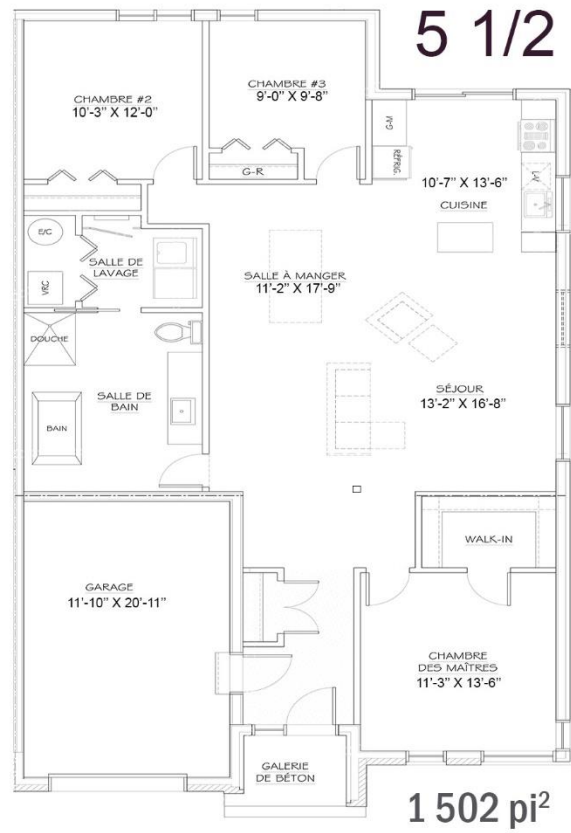 5 1/2
CHAMBRE #2
10'-3" X 12'-0"
CHAMBRE #3
9'-0" X 9'-8"
G-R
M-G
RÉFRIG.
LV
10'-7" X 13'-6"
CUISINE
E/C
VRC
SALLE DE
LAVAGE
SALLE À MANGER
11'-2" X 17'-9"
DOUCHE
SALLE DE
BAIN
BAIN
SÉJOUR
13'-2" X 16'-8"
WALK-IN
GARAGE
11'-10" X 20'-11"
CHAMBRE
DES MAÎTRES
11'-3" X 13'-6"
GALERIE
DE BÉTON
1 502 pi²